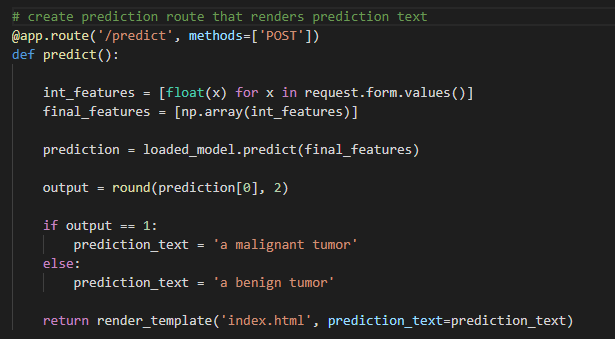 # create prediction route that renders prediction text
@app.route('/predict', methods=['POST'])
def predict():
int_features = [float(x) for x in request.form.values()]
final_features = [np.array(int_features)]
prediction = loaded_model.predict(final_features)
output = round(prediction[0], 2)
if output == 1:
prediction_text = 'a malignant tumor'
else:
prediction_text = 'a benign tumor'
return render_template('index.html', prediction_text=prediction_text)